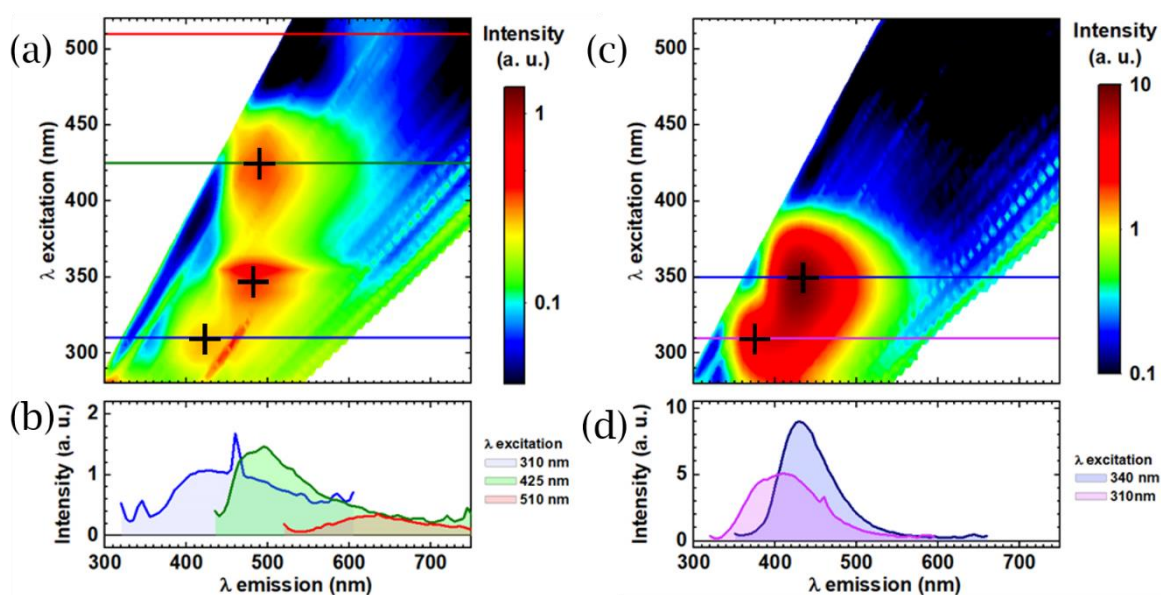 (a)
λ excitation (nm)
500
450
400
350
300
Intensity
(a. u.)
1
0.1
(c)
λ excitation (nm)
500
450
400
350
300
Intensity
(a. u.)
10
1
0.1
(b)
Intensity (a. u.)
2
1
0
300 400 500 600 700
λ emission (nm)
λ excitation
310 nm
425 nm
510 nm
(d)
Intensity (a. u.)
10
5
0
300 400 500 600 700
λ emission (nm)
λ excitation
340 nm
310nm